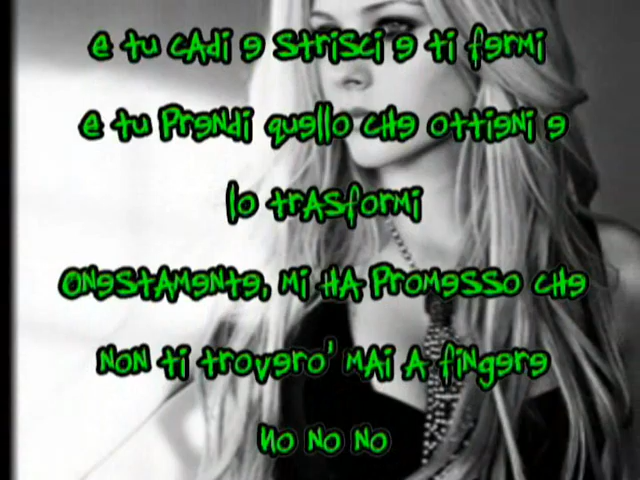 e tu cadi e strisci e ti fermi
e tu prendi quello che ottieni e
lo trasformi
onestamente, mi ha promesso che
non ti trovero' mai a fingere
no no no